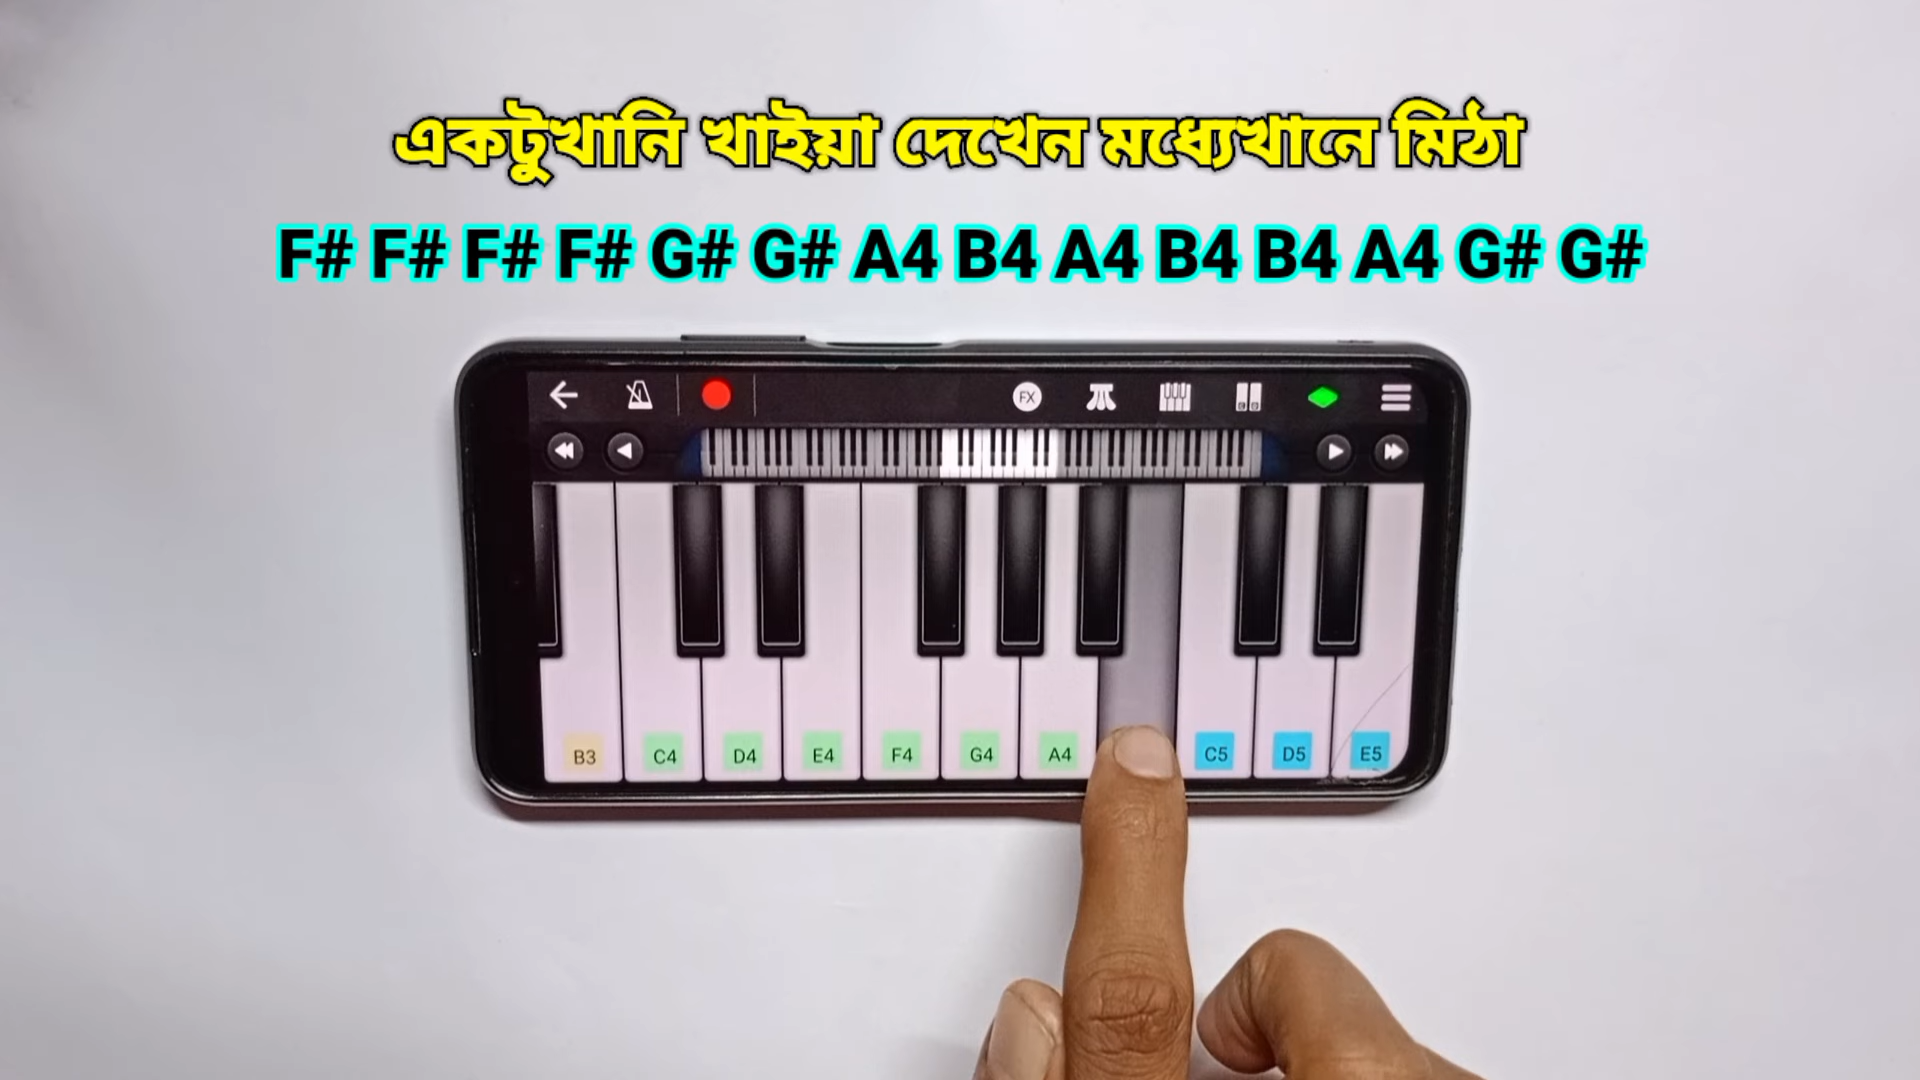 একটুখানি খাইয়া দেখেন মধ্যেখানে মিঠা
F# F# F# F# G# G# A4 B4 A4 B4 B4 A4 G# G#
FX
B3 C4 D4 E4 F4 G4 A4 C5 D5 E5